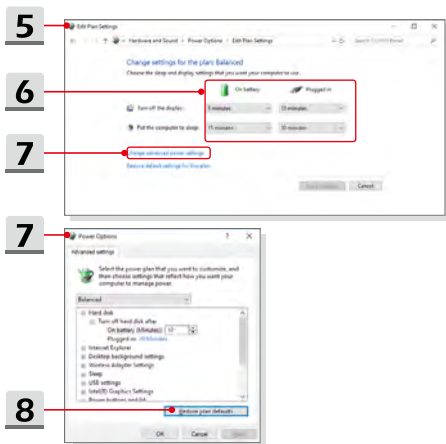 5
Edit Plan Settings
Hardware and Sound › Power Options › Edit Plan Settings
Change settings for the plan: Balanced
Choose the sleep and display settings that you want your computer to use.
6
On battery
Plugged in
Turn off the display:
5 minutes
10 minutes
Put the computer to sleep:
15 minutes
30 minutes
7
Change advanced power settings
Restore default settings for this plan
Cancel
7
Power Options
? X
Advanced settings
Select the power plan that you want to customize, and
then choose settings that reflect how you want your
computer to manage power.
Balanced
Hard disk
Turn off hard disk after
On battery (Minutes):
Plugged in:
Internet Explorer
Desktop background settings
Wireless Adapter Settings
Sleep
USB settings
Intel(R) Graphics Settings
Power buttons and lid
8
Restore plan defaults
OK
Cancel